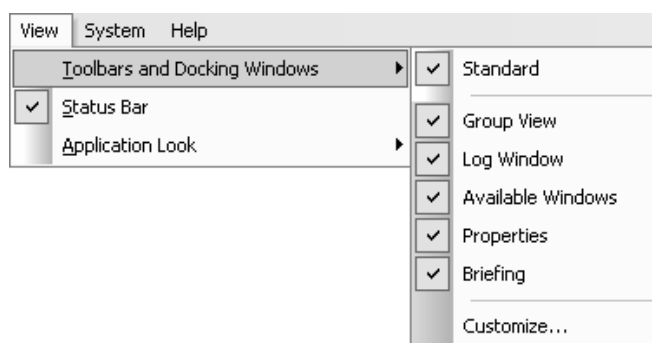 View System Help
Toolbars and Docking Windows
Status Bar
Application Look
Standard
Group View
Log Window
Available Windows
Properties
Briefing
Customize...